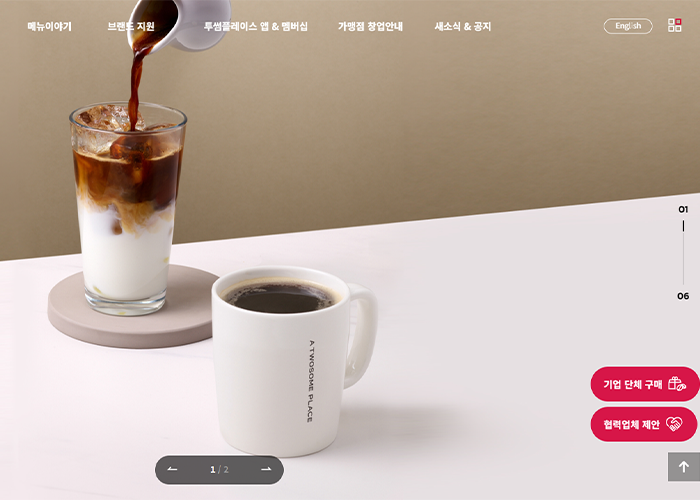 메뉴이야기 브랜드 지원 투썸플레이스 앱 & 멤버십 가맹점 창업안내 새소식 & 공지 English
01
06
A TWOSOME PLACE
기업 단체 구매
협력업체 제안
1 / 2